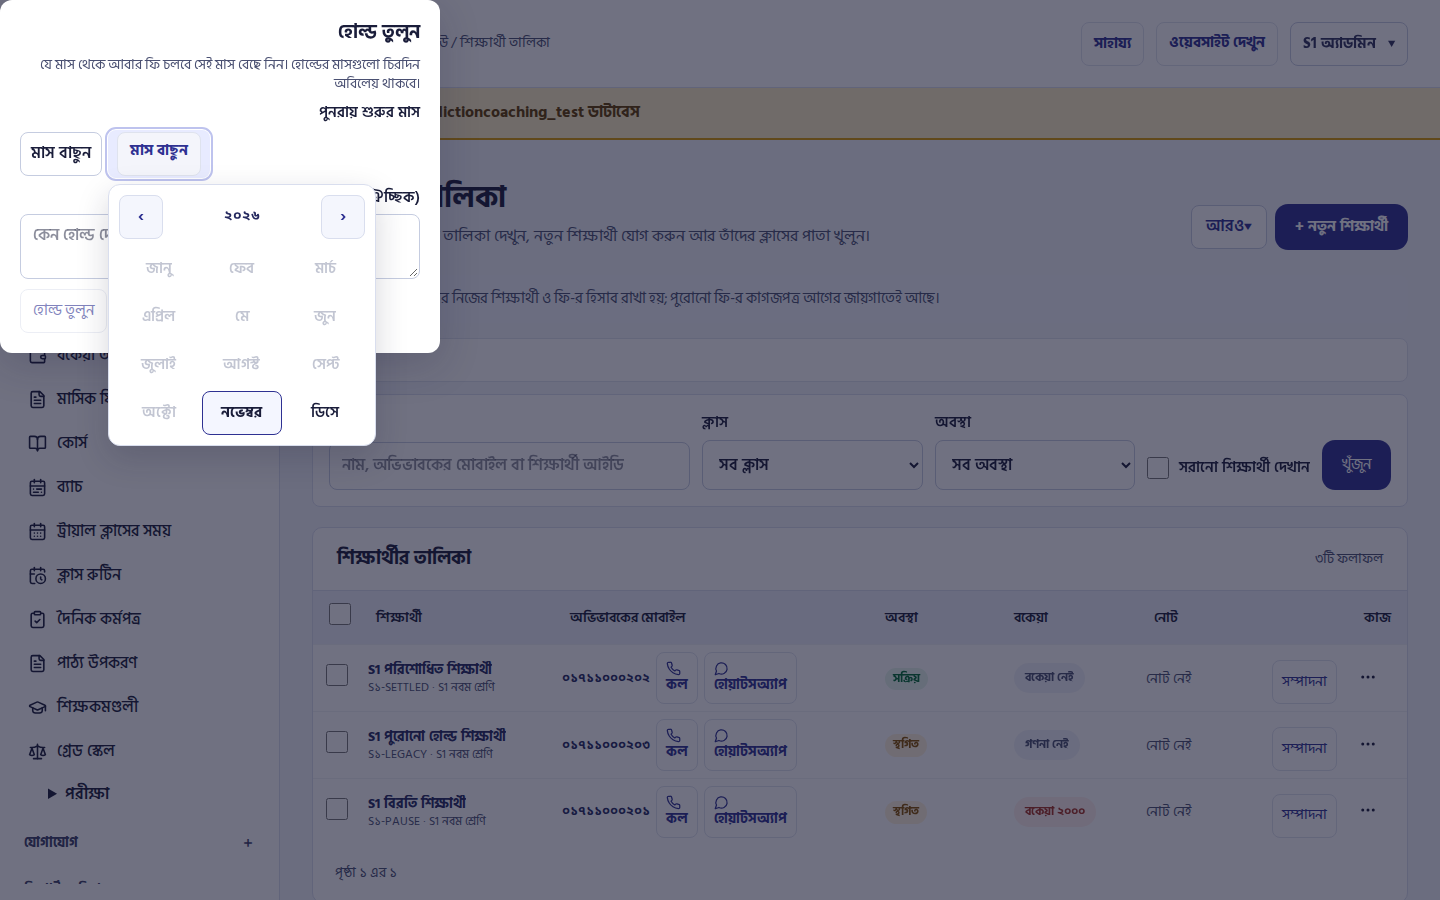 হোল্ড তুলুন
যে মাস থেকে আবার ফি চলবে সেই মাস বেছে নিন। হোল্ডের মাসগুলো চিরদিন
অবিলেয় থাকবে।
পুনরায় শুরুর মাস
মাস বাছুন
মাস বাছুন
ঐচ্ছিক)
কেন হোল্ড
হোল্ড তুলুন
‹ ২০২৬ ›
জানু ফেব মার্চ
এপ্রিল মে জুন
জুলাই আগস্ট সেপ্ট
অক্টো নভেম্বর ডিসে
/ শিক্ষার্থী তালিকা
সাহায্য
ওয়েবসাইট দেখুন
S1 অ্যাডমিন ▾
dictioncoaching_test ডাটাবেস
তালিকা
তালিকা দেখুন, নতুন শিক্ষার্থী যোগ করুন আর তাঁদের ক্লাসের পাতা খুলুন।
আরও▾
+ নতুন শিক্ষার্থী
র নিজের শিক্ষার্থী ও ফি-র হিসাব রাখা হয়; পুরোনো ফি-র কাগজপত্র আগের জায়গাতেই আছে।
বকেয়া
মাসিক
কোর্স
ব্যাচ
ট্রায়াল ক্লাসের সময়
ক্লাস রুটিন
দৈনিক কর্মপত্র
পাঠ্য উপকরণ
শিক্ষকমণ্ডলী
গ্রেড স্কেল
▶ পরীক্ষা
যোগাযোগ +
নাম, অভিভাবকের মোবাইল বা শিক্ষার্থী আইডি
ক্লাস
সব ক্লাস
অবস্থা
সব অবস্থা
সরানো শিক্ষার্থী দেখান
খুঁজুন
শিক্ষার্থীর তালিকা
৩টি ফলাফল
শিক্ষার্থী অভিভাবকের মোবাইল অবস্থা বকেয়া নোট কাজ
S1 পরিশোধিত শিক্ষার্থী
S১-SETTLED · S1 নবম শ্রেণি
০১৭১১০০০২০২ কল হোয়াটসঅ্যাপ সক্রিয় বকেয়া নেই নোট নেই সম্পাদনা ···
S1 পুরোনো হোল্ড শিক্ষার্থী
S১-LEGACY · S1 নবম শ্রেণি
০১৭১১০০০২০৩ কল হোয়াটসঅ্যাপ স্থগিত গণনা নেই নোট নেই সম্পাদনা ···
S1 বিরতি শিক্ষার্থী
S১-PAUSE · S1 নবম শ্রেণি
০১৭১১০০০২০১ কল হোয়াটসঅ্যাপ স্থগিত বকেয়া ২০০০ নোট নেই সম্পাদনা ···
পৃষ্ঠা ১ এর ১